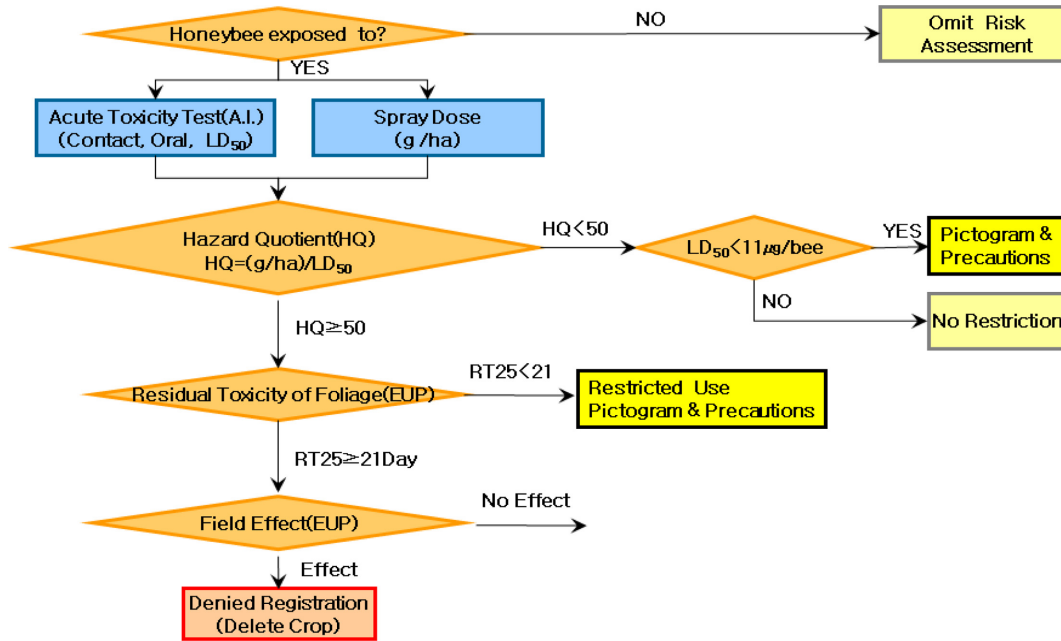 Honeybee exposed to?
NO
Omit Risk
Assessment
YES
Acute Toxicity Test(A.I.)
(Contact, Oral, LD₅₀)
Spray Dose
(g/ha)
Hazard Quotient(HQ)
HQ=(g/ha)/LD₅₀
HQ<50
LD₅₀<11㎍/bee
YES
Pictogram &
Precautions
NO
No Restriction
HQ≥50
Residual Toxicity of Foliage(EUP)
RT25<21
Restricted Use
Pictogram & Precautions
RT25≥21Day
Field Effect(EUP)
No Effect
Effect
Denied Registration
(Delete Crop)